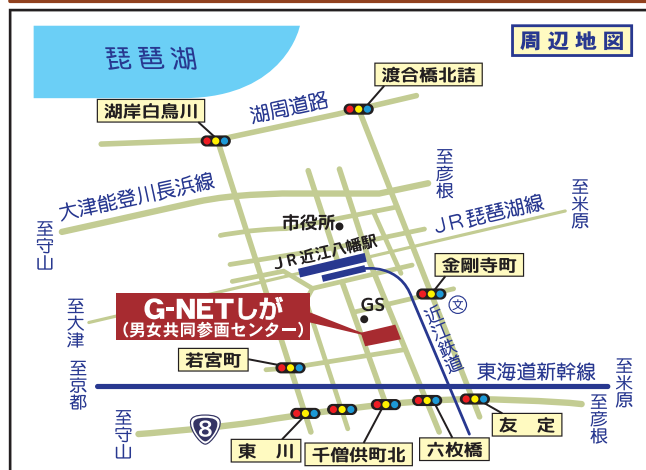 周辺地図
琵琶湖
渡合橋北詰
湖岸白鳥川
湖周道路
至彦根
大津能登川長浜線
至米原
JR琵琶湖線
至守山
市役所
JR近江八幡駅
金剛寺町
文
G-NETしが
(男女共同参画センター)
GS
至大津
近江鉄道
若宮町
東海道新幹線
至京都
至米原
至守山
8
至彦根
東川
千僧供町北
六枚橋
友定